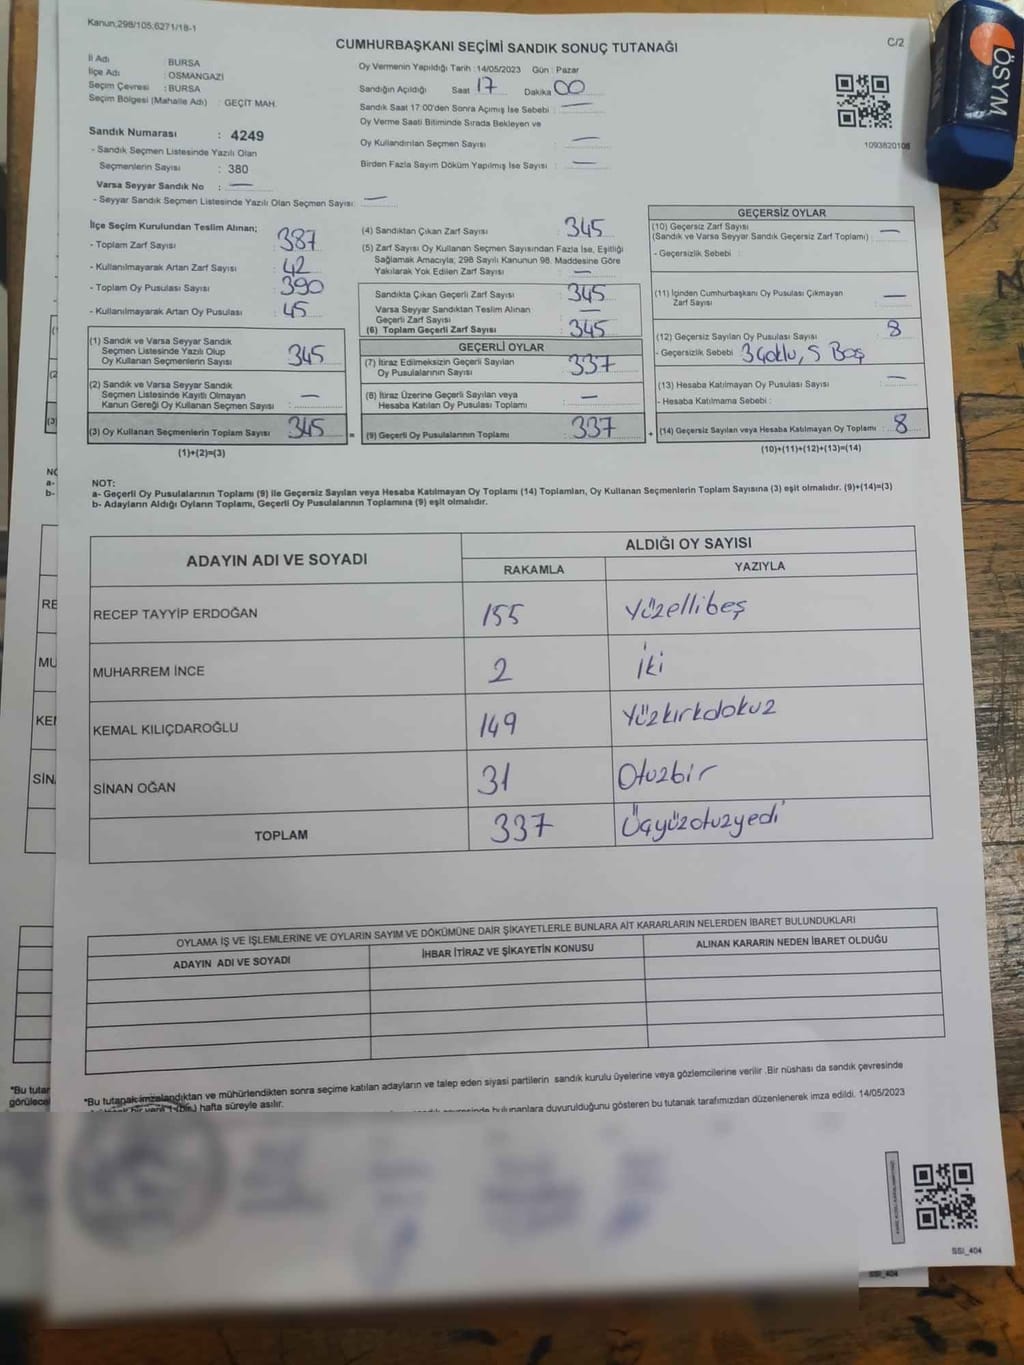 Kanun,298/105,6271/18-1
C/2
CUMHURBAŞKANI SEÇİMİ SANDIK SONUÇ TUTANAĞI
ÖSYM
İl Adı : BURSA
İlçe Adı : OSMANGAZI
Seçim Çevresi : BURSA
Seçim Bölgesi (Mahalle Adı) : GEÇİT MAH.
Sandık Numarası : 4249
- Sandık Seçmen Listesinde Yazılı Olan
Seçmenlerin Sayısı : 380
Varsa Seyyar Sandık No : —
- Seyyar Sandık Seçmen Listesinde Yazılı Olan Seçmen Sayısı: —
Oy Vermenin Yapıldığı Tarih : 14/05/2023 Gün : Pazar
Sandığın Açıldığı Saat 17 Dakika 00
Sandık Saat 17:00'den Sonra Açımış İse Sebebi : —
Oy Verme Saati Bitiminde Sırada Bekleyen ve
Oy Kullandırılan Seçmen Sayısı : —
Birden Fazla Sayım Döküm Yapılmış İse Sayısı : —
1093820108
İlçe Seçim Kurulundan Teslim Alınan;
- Toplam Zarf Sayısı : 387
- Kullanılmayarak Artan Zarf Sayısı : 42
- Toplam Oy Pusulası Sayısı : 390
- Kullanılmayarak Artan Oy Pusulası : 45
(1) Sandık ve Varsa Seyyar Sandık
Seçmen Listesinde Yazılı Olup
Oy Kullanan Seçmenlerin Sayısı : 345
(2) Sandık ve Varsa Seyyar Sandık
Seçmen Listesinde Kayıtlı Olmayan
Kanun Gereği Oy Kullanan Seçmen Sayısı : —
(3) Oy Kullanan Seçmenlerin Toplam Sayısı : 345 =
(1)+(2)=(3)
(4) Sandıktan Çıkan Zarf Sayısı : 345
(5) Zarf Sayısı Oy Kullanan Seçmen Sayısından Fazla İse, Eşitliği
Sağlamak Amacıyla; 298 Sayılı Kanunun 98. Maddesine Göre
Yakılarak Yok Edilen Zarf Sayısı : —
Sandıkta Çıkan Geçerli Zarf Sayısı : 345
Varsa Seyyar Sandıktan Teslim Alınan
Geçerli Zarf Sayısı : —
(6) Toplam Geçerli Zarf Sayısı : 345
GEÇERLİ OYLAR
(7) İtiraz Edilmeksizin Geçerli Sayılan
Oy Pusulalarının Sayısı : 337
(8) İtiraz Üzerine Geçerli Sayılan veya
Hesaba Katılan Oy Pusulası Toplamı : —
(9) Geçerli Oy Pusulalarının Toplamı : 337 +
GEÇERSİZ OYLAR
(10) Geçersiz Zarf Sayısı
(Sandık ve Varsa Seyyar Sandık Geçersiz Zarf Toplamı) : —
- Geçersizlik Sebebi :
(11) İçinden Cumhurbaşkanı Oy Pusulası Çıkmayan
Zarf Sayısı : —
(12) Geçersiz Sayılan Oy Pusulası Sayısı : 8
- Geçersizlik Sebebi : 3 Çoklu, 5 Boş
(13) Hesaba Katılmayan Oy Pusulası Sayısı : —
- Hesaba Katılmama Sebebi :
(14) Geçersiz Sayılan veya Hesaba Katılmayan Oy Toplamı : 8
(10)+(11)+(12)+(13)=(14)
NOT:
a- Geçerli Oy Pusulalarının Toplamı (9) ile Geçersiz Sayılan veya Hesaba Katılmayan Oy Toplamı (14) Toplamları, Oy Kullanan Seçmenlerin Toplam Sayısına (3) eşit olmalıdır. (9)+(14)=(3)
b- Adayların Aldığı Oyların Toplamı, Geçerli Oy Pusulalarının Toplamına (9) eşit olmalıdır.
ADAYIN ADI VE SOYADI
ALDIĞI OY SAYISI
RAKAMLA YAZIYLA
RECEP TAYYİP ERDOĞAN 155 Yüzellibeş
MUHARREM İNCE 2 İki
KEMAL KILIÇDAROĞLU 149 Yüzkırkdokuz
SİNAN OĞAN 31 Otuzbir
TOPLAM 337 Üçyüzotuzyedi
OYLAMA İŞ VE İŞLEMLERİNE VE OYLARIN SAYIM VE DÖKÜMÜNE DAİR ŞİKAYETLERLE BUNLARA AİT KARARLARIN NELERDEN İBARET BULUNDUKLARI
ADAYIN ADI VE SOYADI İHBAR İTİRAZ VE ŞİKAYETİN KONUSU ALINAN KARARIN NEDEN İBARET OLDUĞU
*Bu tutanak imzalandıktan ve mühürlendikten sonra seçime katılan adayların ve talep eden siyasi partilerin sandık kurulu üyelerine veya gözlemcilerine verilir .Bir nüshası da sandık çevresinde
hafta süreyle asılır.
bulunanlara duyurulduğunu gösteren bu tutanak tarafımızdan düzenlenerek imza edildi. 14/05/2023
SSI_404
SSI_404